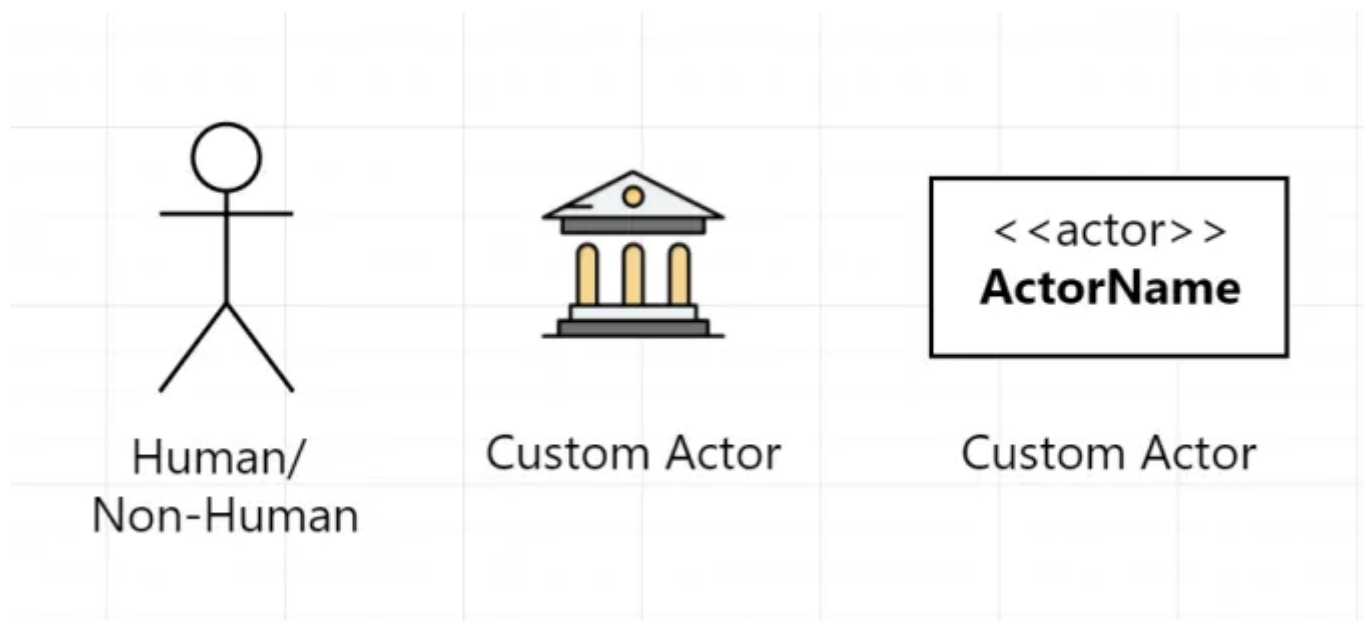 <<actor>>
ActorName
Human/
Non-Human
Custom Actor
Custom Actor